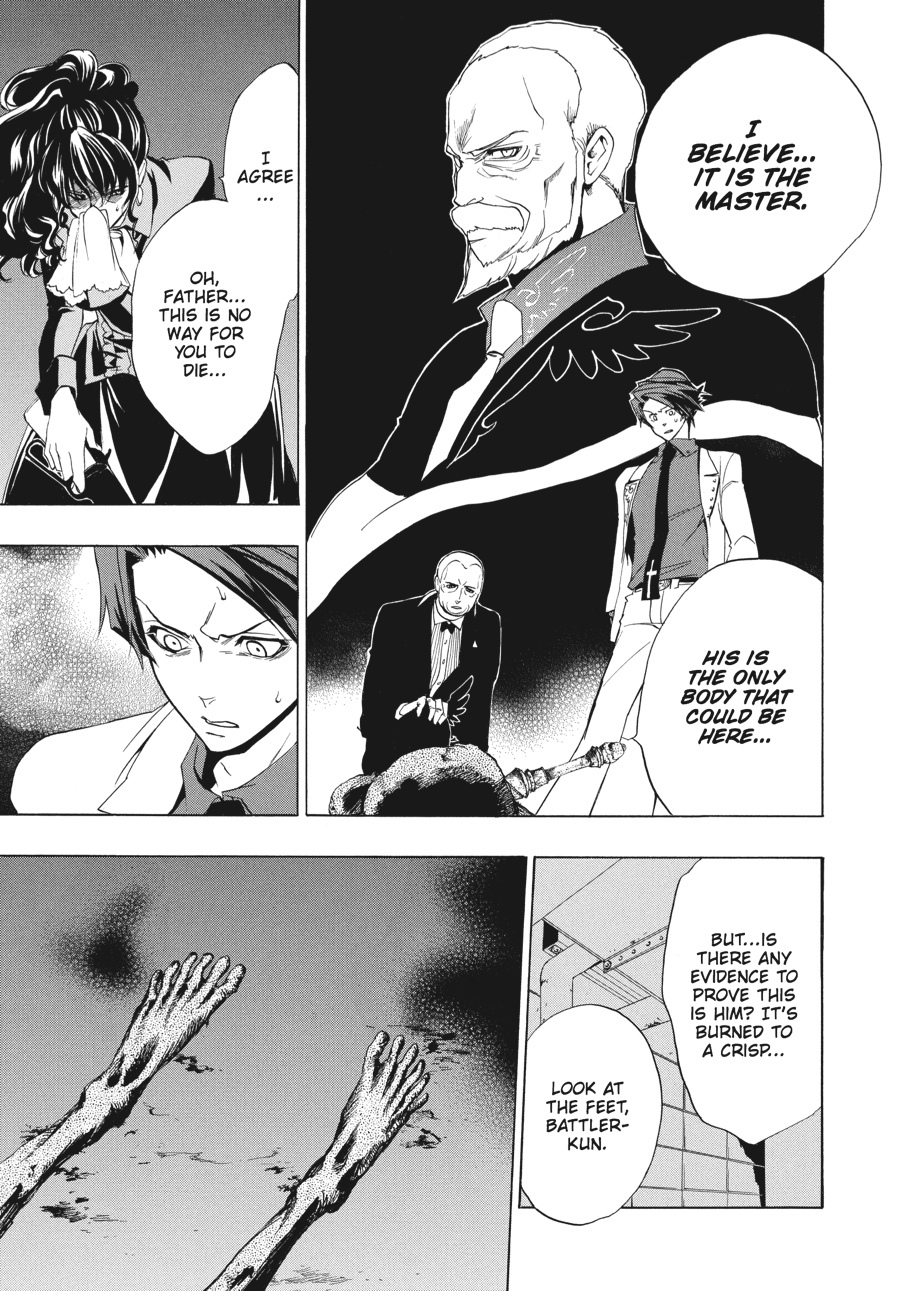 I
BELIEVE...
IT IS THE
MASTER.
HIS IS
THE ONLY
BODY THAT
COULD BE
HERE...
I
AGREE
...
OH,
FATHER...
THIS IS NO
WAY FOR
YOU TO
DIE...
BUT...IS
THERE ANY
EVIDENCE TO
PROVE THIS
IS HIM? IT'S
BURNED TO
A CRISP...
LOOK AT
THE FEET,
BATTLER-
KUN.